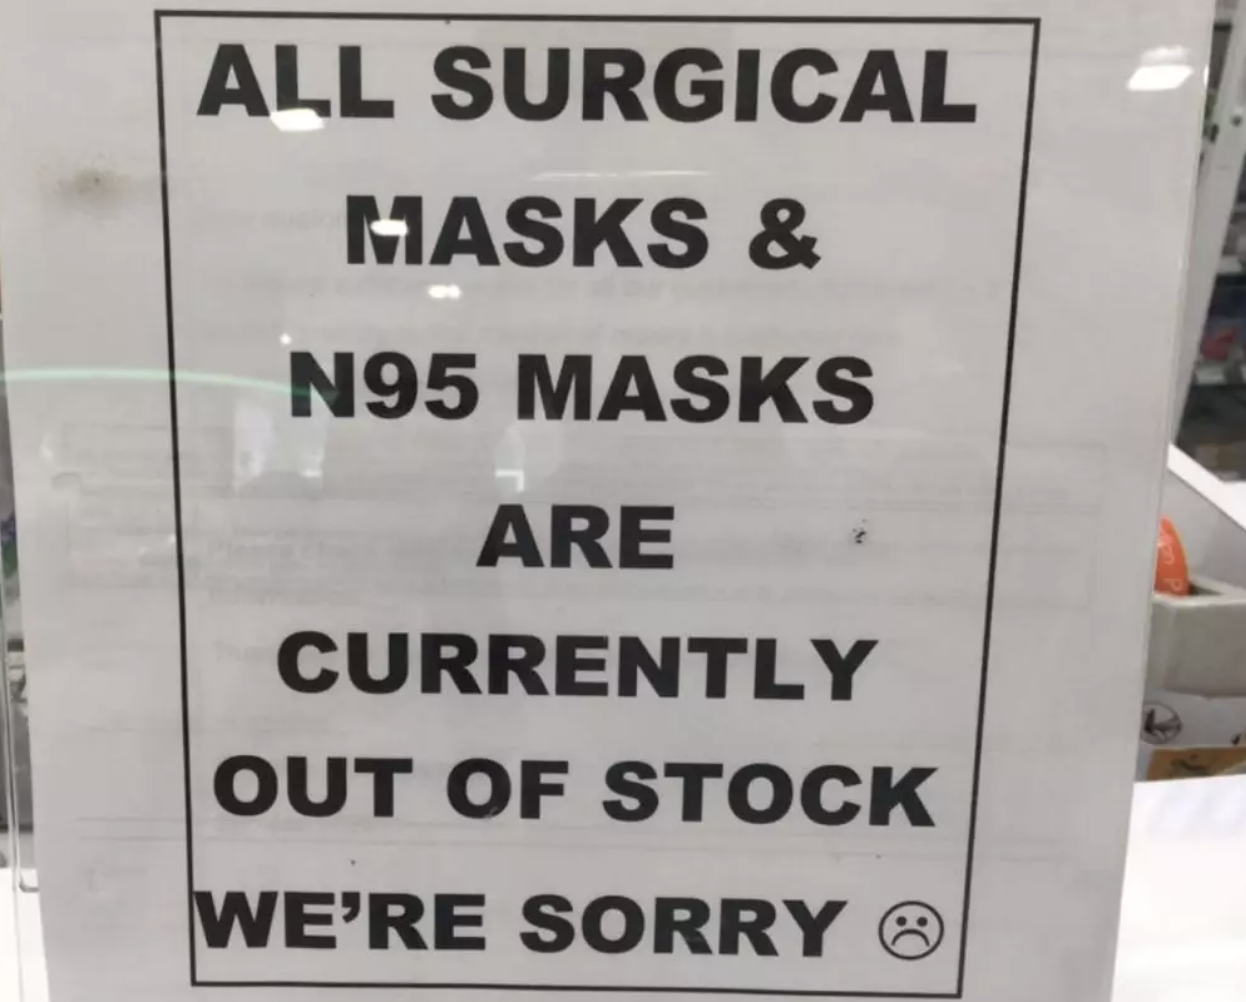 ALL SURGICAL
MASKS &
N95 MASKS
ARE
CURRENTLY
OUT OF STOCK
WE'RE SORRY ☹